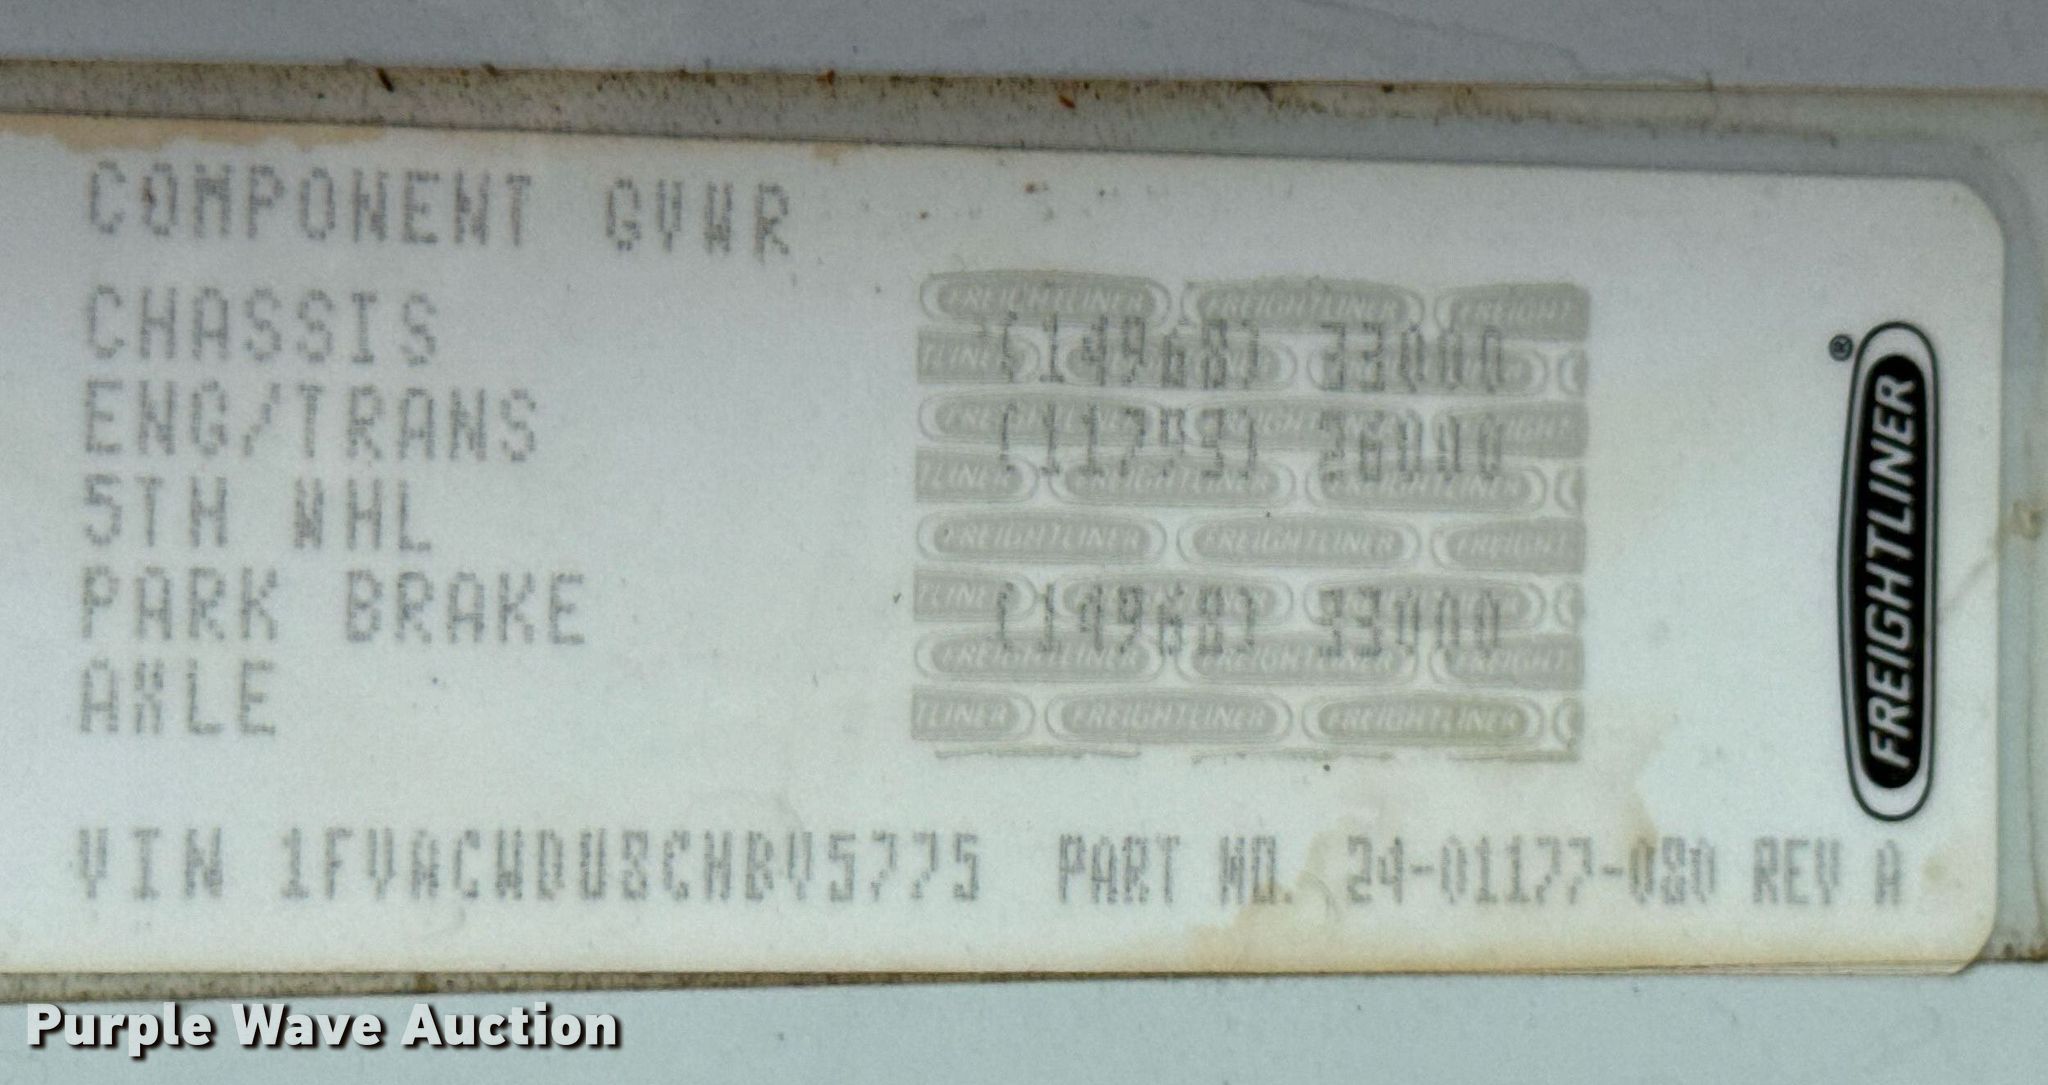 COMPONENT GVWR
CHASSIS (14968) 33000
ENG/TRANS (11793) 26000
5TH WHL
PARK BRAKE (14968) 33000
AXLE
VIN 1FVACWDU8CHBV5775 PART NO. 24-01177-080 REV A
FREIGHTLINER®
Purple Wave Auction